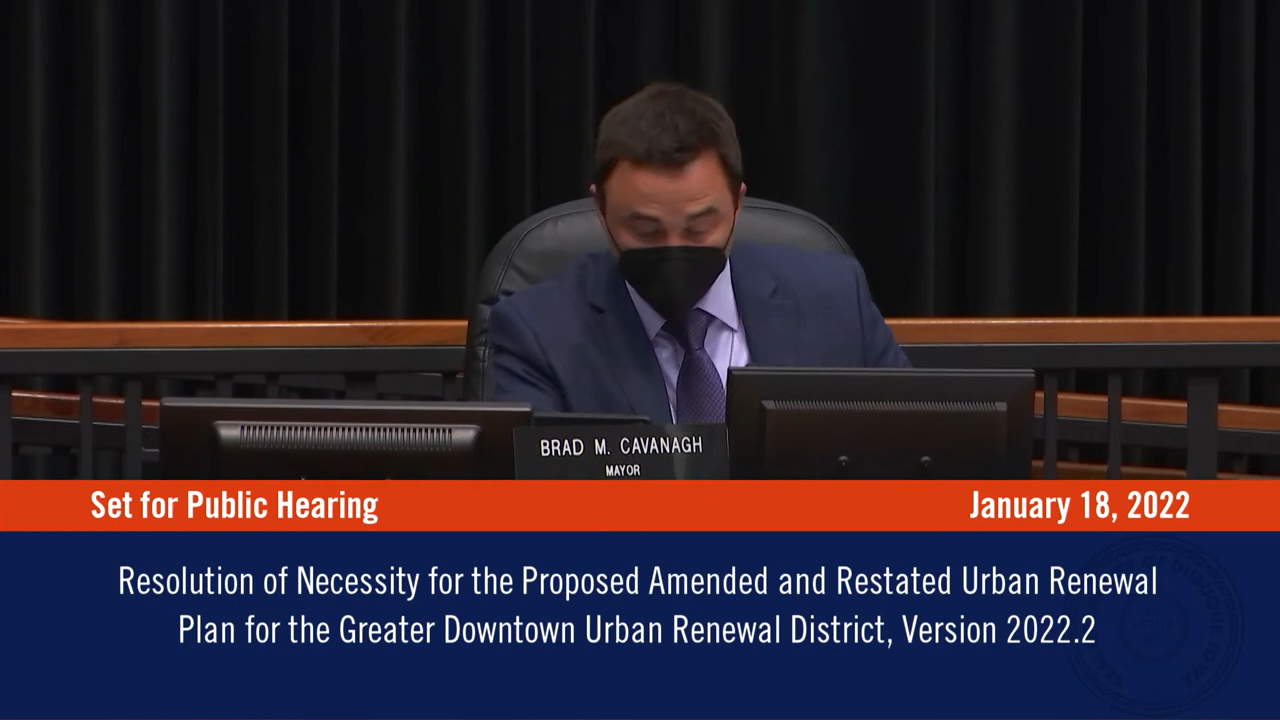 BRAD M. CAVANAGH
MAYOR
Set for Public Hearing
January 18, 2022
Resolution of Necessity for the Proposed Amended and Restated Urban Renewal
Plan for the Greater Downtown Urban Renewal District, Version 2022.2